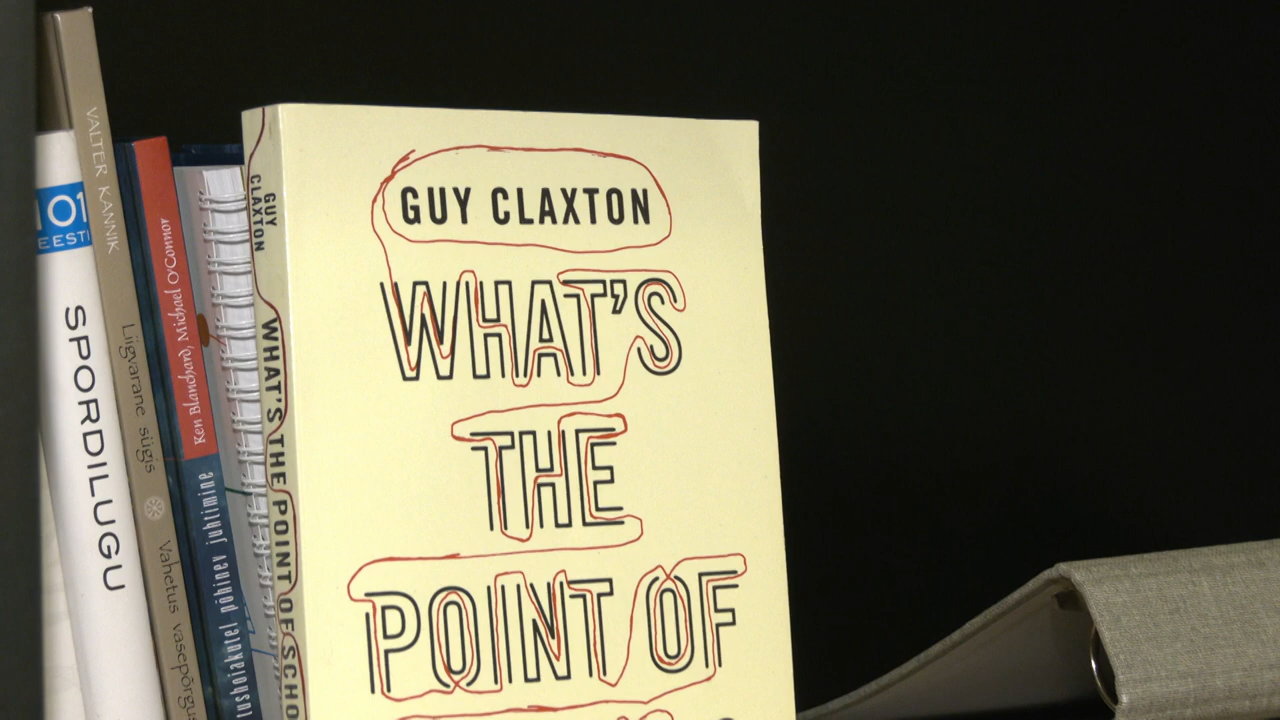 101
EESTI
SPORDILUGU
VALTER KANNIK
Liigvarane sügis
Vahetus vasepõrgus
Ken Blanchard, Michael O'Connor
põhinev juhtimine
GUY
CLAXTON
WHAT'S THE POINT OF SCHO
GUY CLAXTON
WHAT'S
THE
POINT OF